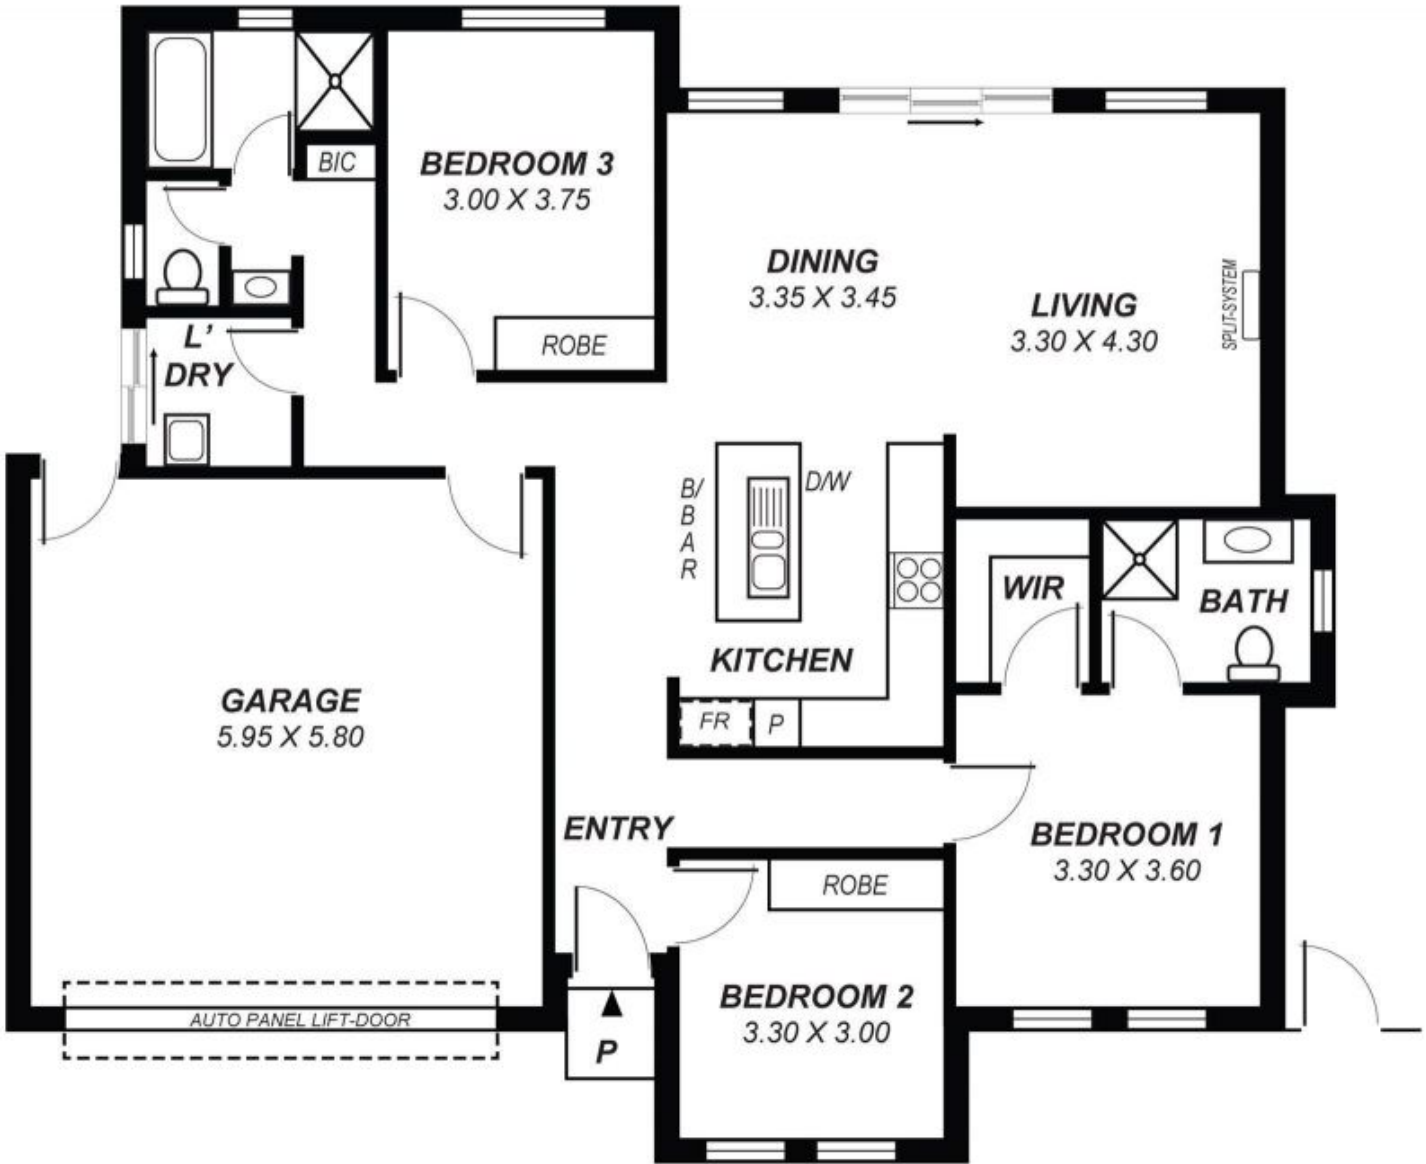 BIC
BEDROOM 3
3.00 X 3.75
DINING
3.35 X 3.45
LIVING
3.30 X 4.30
SPLIT-SYSTEM
L'
DRY
ROBE
B/
B
A
R
D/W
WIR
BATH
KITCHEN
FR
P
GARAGE
5.95 X 5.80
ENTRY
BEDROOM 1
3.30 X 3.60
ROBE
BEDROOM 2
3.30 X 3.00
AUTO PANEL LIFT-DOOR
P